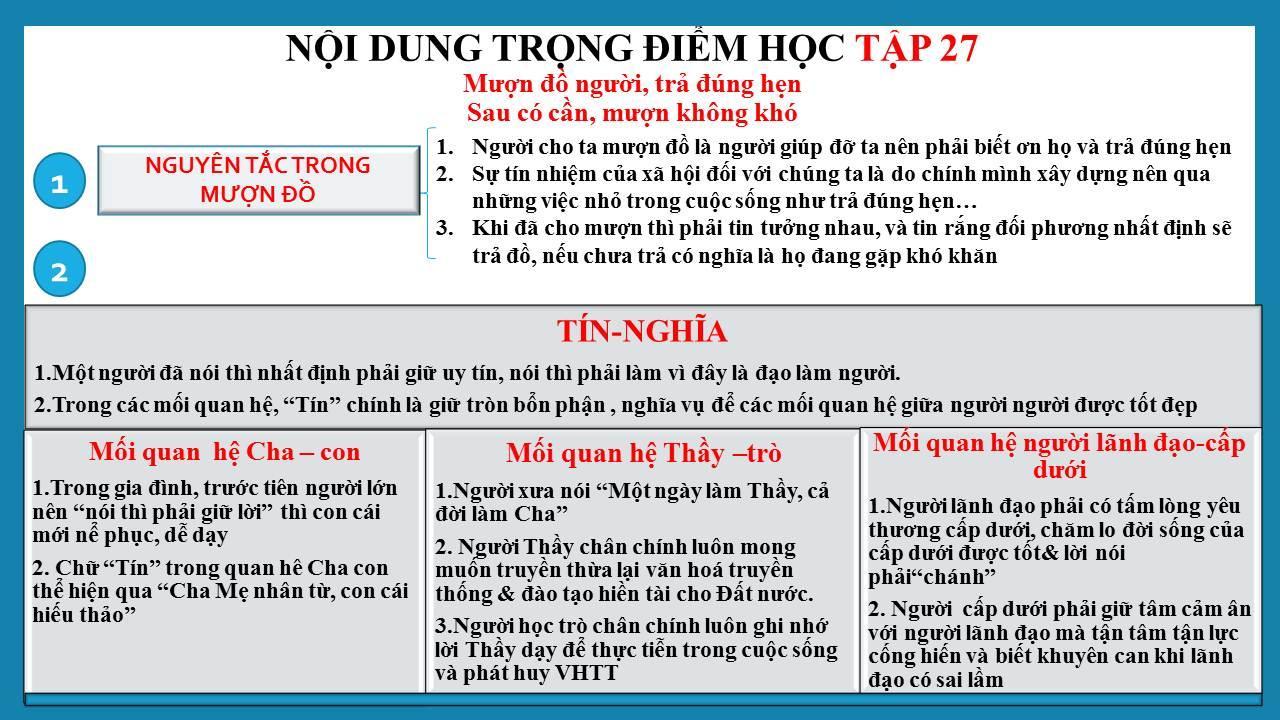 NỘI DUNG TRỌNG ĐIỂM HỌC TẬP 27
Mượn đồ người, trả đúng hẹn
Sau có cần, mượn không khó
1
NGUYÊN TẮC TRONG
MƯỢN ĐỒ
1. Người cho ta mượn đồ là người giúp đỡ ta nên phải biết ơn họ và trả đúng hẹn
2. Sự tín nhiệm của xã hội đối với chúng ta là do chính mình xây dựng nên qua
những việc nhỏ trong cuộc sống như trả đúng hẹn…
3. Khi đã cho mượn thì phải tin tưởng nhau, và tin rắng đối phương nhất định sẽ
trả đồ, nếu chưa trả có nghĩa là họ đang gặp khó khăn
2
TÍN-NGHĨA
1.Một người đã nói thì nhất định phải giữ uy tín, nói thì phải làm vì đây là đạo làm người.
2.Trong các mối quan hệ, “Tín” chính là giữ tròn bổn phận , nghĩa vụ để các mối quan hệ giữa người người được tốt đẹp
Mối quan hệ Cha – con
1.Trong gia đình, trước tiên người lớn
nên “nói thì phải giữ lời” thì con cái
mới nể phục, dễ dạy
2. Chữ “Tín” trong quan hê Cha con
thể hiện qua “Cha Mẹ nhân từ, con cái
hiếu thảo”
Mối quan hệ Thầy –trò
1.Người xưa nói “Một ngày làm Thầy, cả
đời làm Cha”
2. Người Thầy chân chính luôn mong
muốn truyền thừa lại văn hoá truyền
thống & đào tạo hiền tài cho Đất nước.
3.Người học trò chân chính luôn ghi nhớ
lời Thầy dạy để thực tiễn trong cuộc sống
và phát huy VHTT
Mối quan hệ người lãnh đạo-cấp
dưới
1.Người lãnh đạo phải có tấm lòng yêu
thương cấp dưới, chăm lo đời sống của
cấp dưới được tốt& lời nói
phải“chánh”
2. Người cấp dưới phải giữ tâm cảm ân
với người lãnh đạo mà tận tâm tận lực
cống hiến và biết khuyên can khi lãnh
đạo có sai lầm